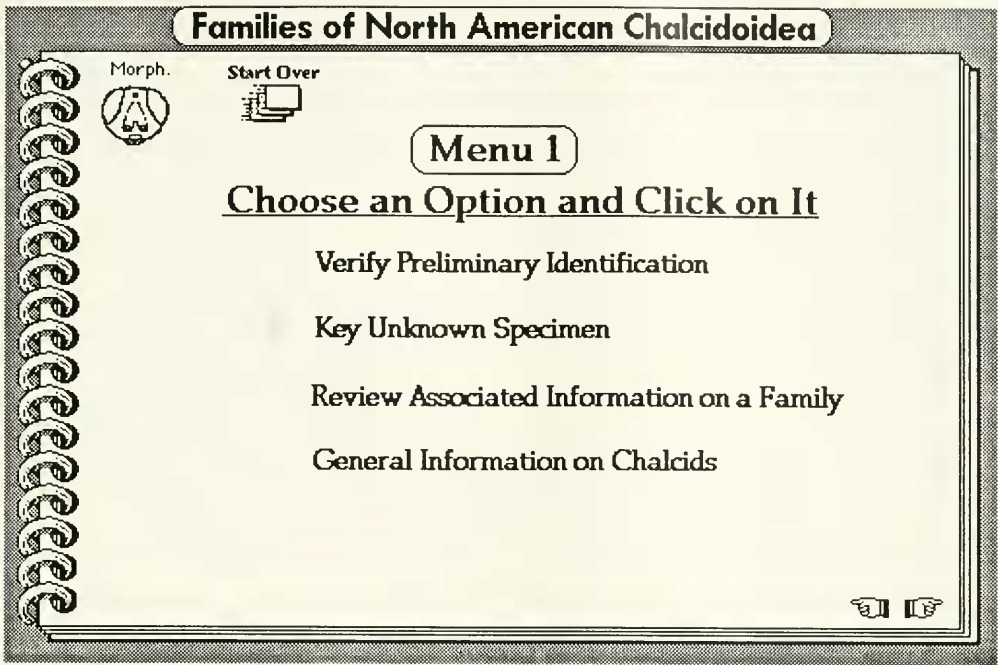 Families of North American Chalcidoidea
Morph.
Start Over
Menu 1
Choose an Option and Click on It
Verify Preliminary Identification
Key Unknown Specimen
Review Associated Information on a Family
General Information on Chalcids